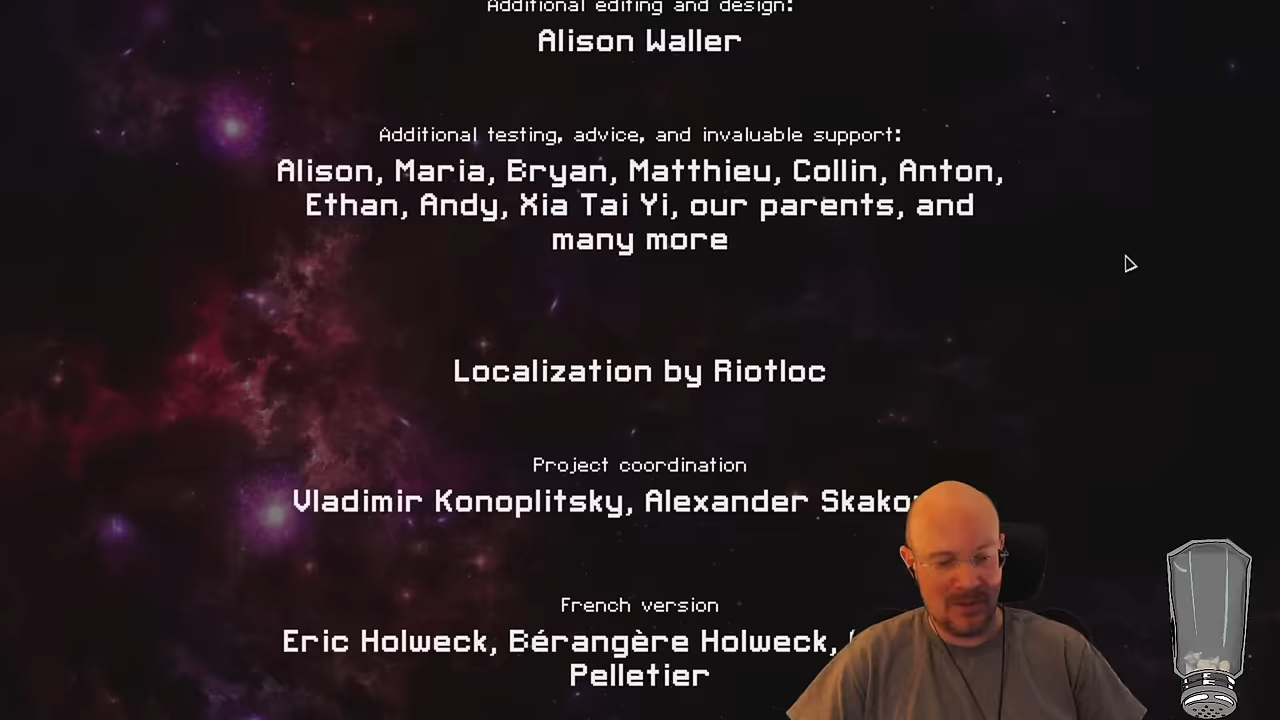 Additional editing and design:
Alison Waller
Additional testing, advice, and invaluable support:
Alison, Maria, Bryan, Matthieu, Collin, Anton,
Ethan, Andy, Xia Tai Yi, our parents, and
many more
Localization by Riotloc
Project coordination
Vladimir Konoplitsky, Alexander
French version
Eric Holweck, Bérangère Holweck,
Pelletier